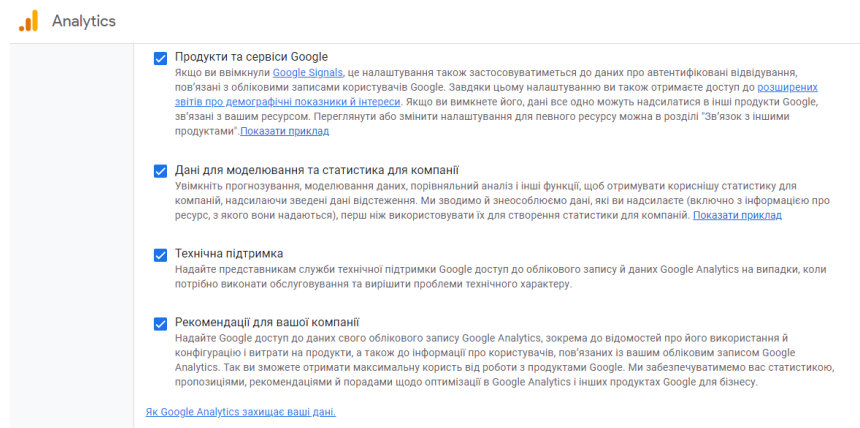 Analytics
Продукти та сервіси Google
Якщо ви ввімкнули Google Signals, це налаштування також застосовуватиметься до даних про автентифіковані відвідування,
пов'язані з обліковими записами користувачів Google. Завдяки цьому налаштуванню ви також отримаєте доступ до розширених
звітів про демографічні показники й інтереси. Якщо ви вимкнете його, дані все одно можуть надсилатися в інші продукти Google,
зв'язані з вашим ресурсом. Переглянути або змінити налаштування для певного ресурсу можна в розділі "Зв'язок з іншими
продуктами".Показати приклад
Дані для моделювання та статистика для компанії
Увімкніть прогнозування, моделювання даних, порівняльний аналіз і інші функції, щоб отримувати кориснішу статистику для
компаній, надсилаючи зведені дані відстеження. Ми зводимо й знеособлюємо дані, які ви надсилаєте (включно з інформацією про
ресурс, з якого вони надаються), перш ніж використовувати їх для створення статистики для компаній. Показати приклад
Технічна підтримка
Надайте представникам служби технічної підтримки Google доступ до облікового запису й даних Google Analytics на випадки, коли
потрібно виконати обслуговування та вирішити проблеми технічного характеру.
Рекомендації для вашої компанії
Надайте Google доступ до даних свого облікового запису Google Analytics, зокрема до відомостей про його використання й
конфігурацію і витрати на продукти, а також до інформації про користувачів, пов'язаних із вашим обліковим записом Google
Analytics. Так ви зможете отримати максимальну користь від роботи з продуктами Google. Ми забезпечуватимемо вас статистикою,
пропозиціями, рекомендаціями й порадами щодо оптимізації в Google Analytics і інших продуктах Google для бізнесу.
Як Google Analytics захищає ваші дані.